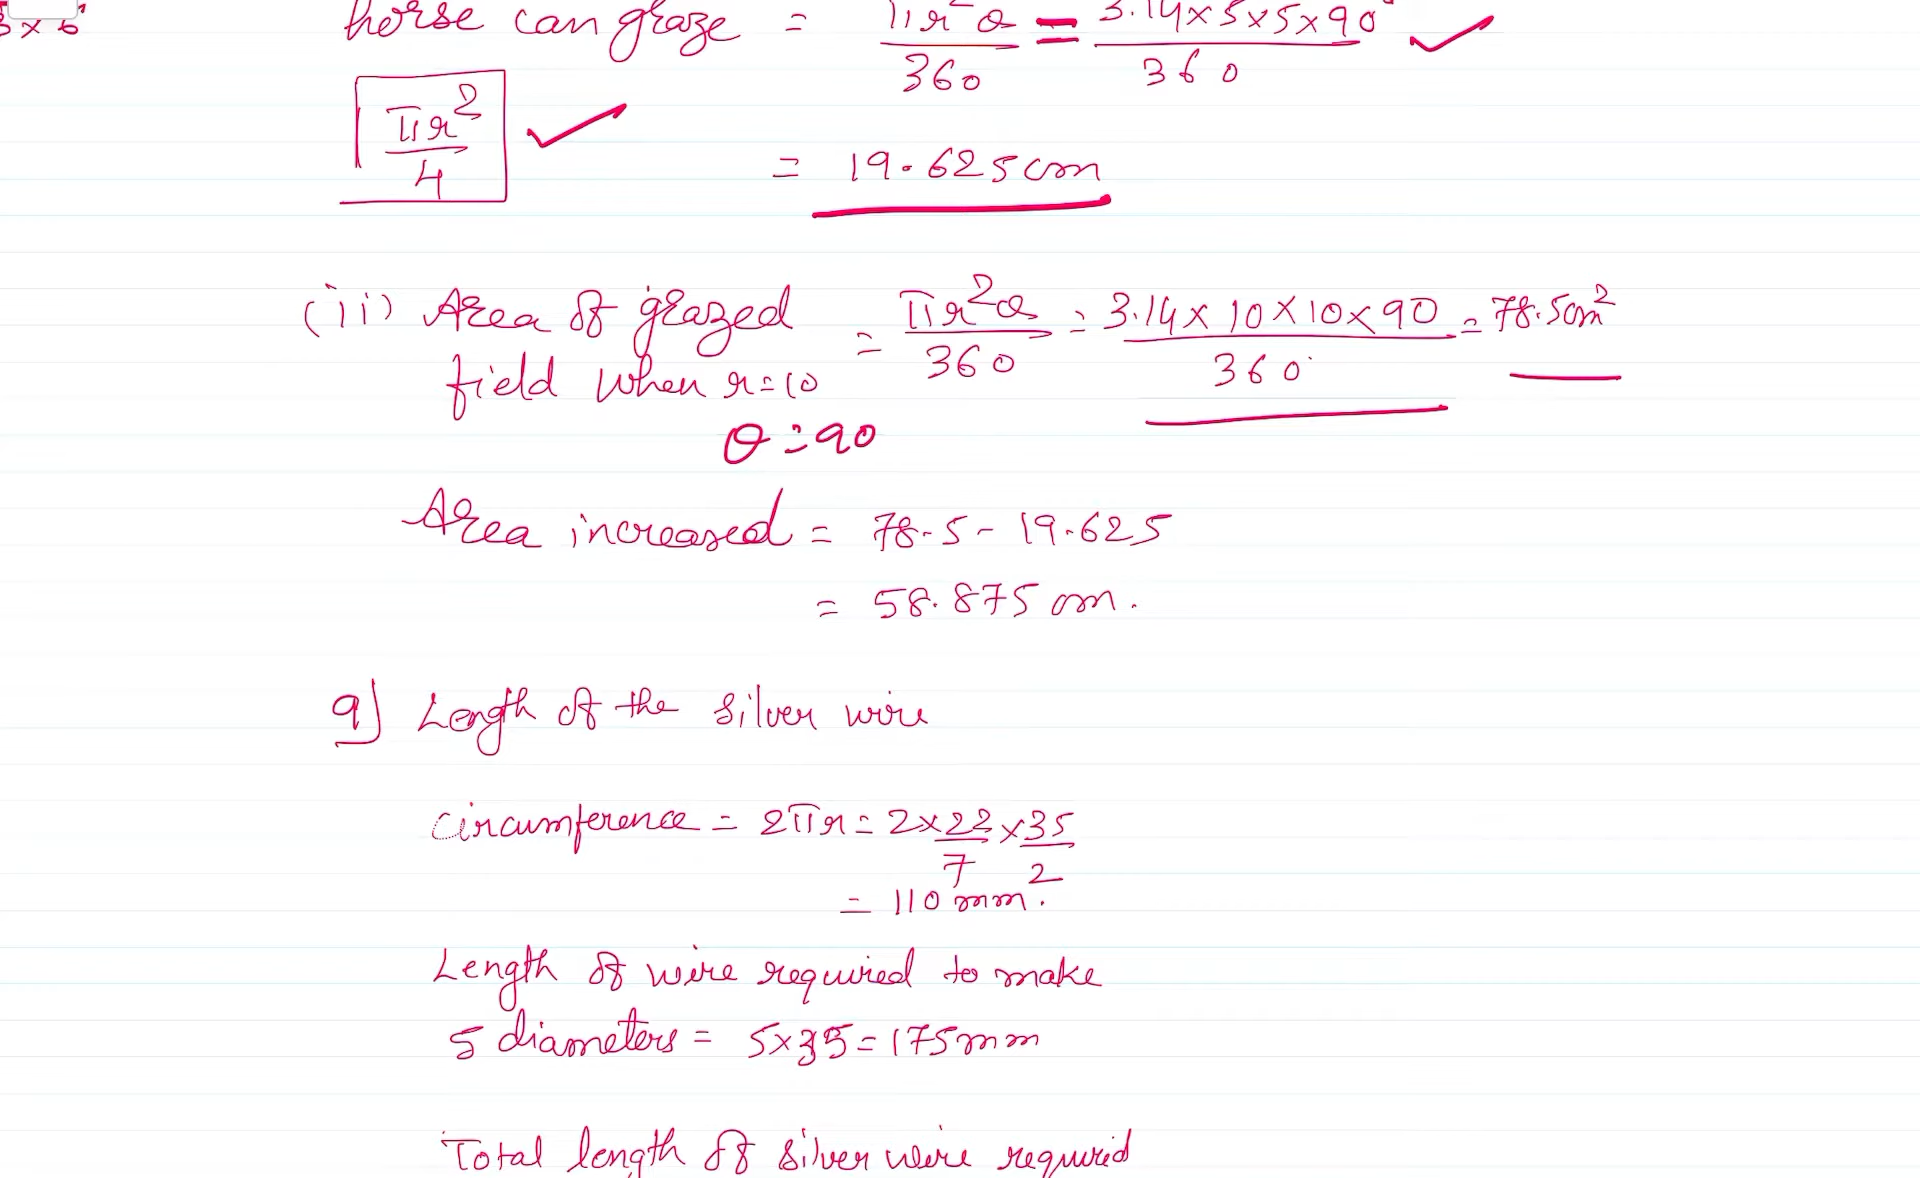 horse can graze = πr²θ/360 = 3.14×5×5×90°/360
πr²/4
= 19.625cm
(ii) Area of grazed field when r=10 θ=90 = πr²θ/360 = 3.14×10×10×90/360 = 78.5cm²
Area increased = 78.5 - 19.625
= 58.875 cm.
9) Length of the silver wire
circumference = 2πr = 2×22/7×35/2
= 110 mm.
Length of wire required to make
5 diameters = 5×35=175mm
Total length of silver wire required